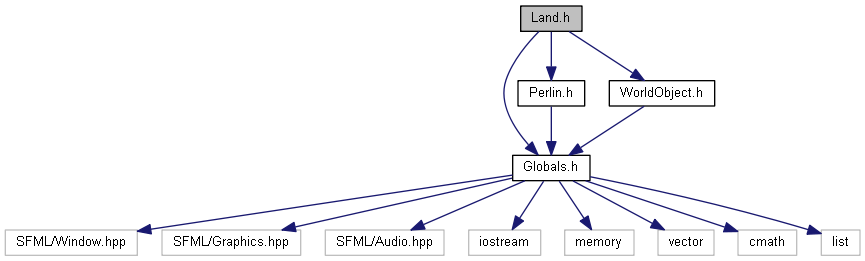 Land.h
Perlin.h
WorldObject.h
Globals.h
SFML/Window.hpp
SFML/Graphics.hpp
SFML/Audio.hpp
iostream
memory
vector
cmath
list